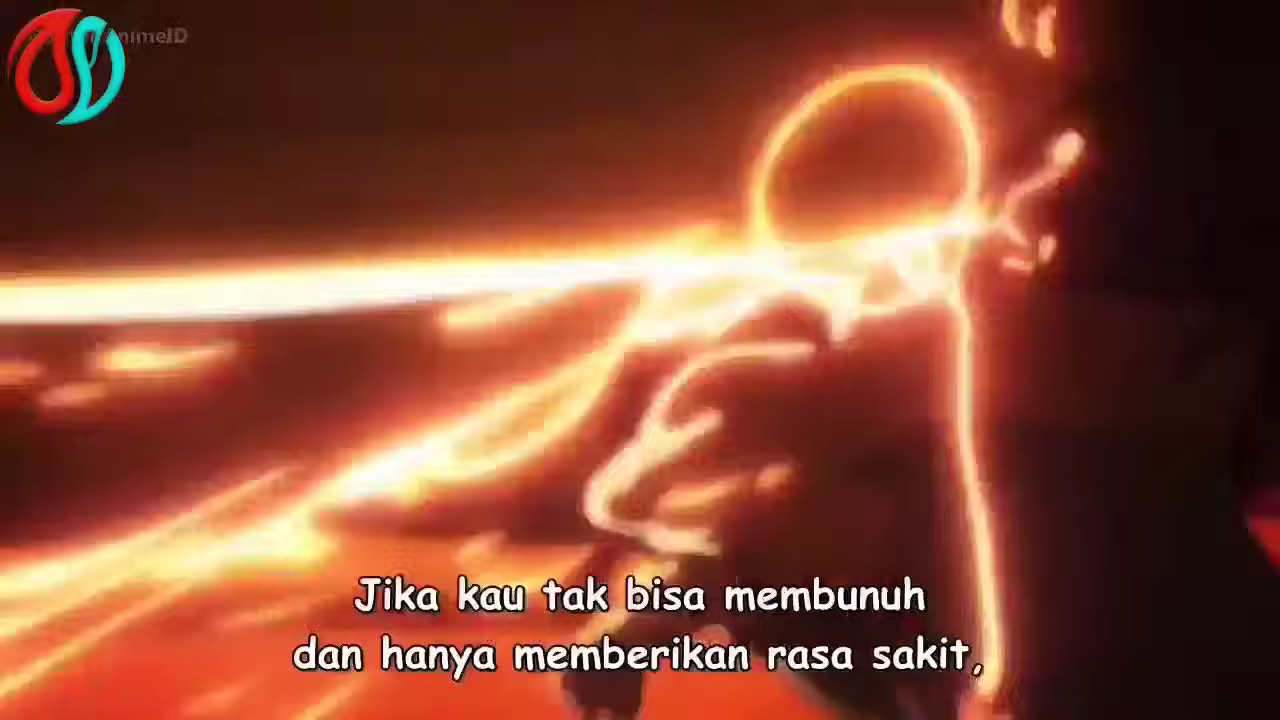 Jika kau tak bisa membunuh
dan hanya memberikan rasa sakit,